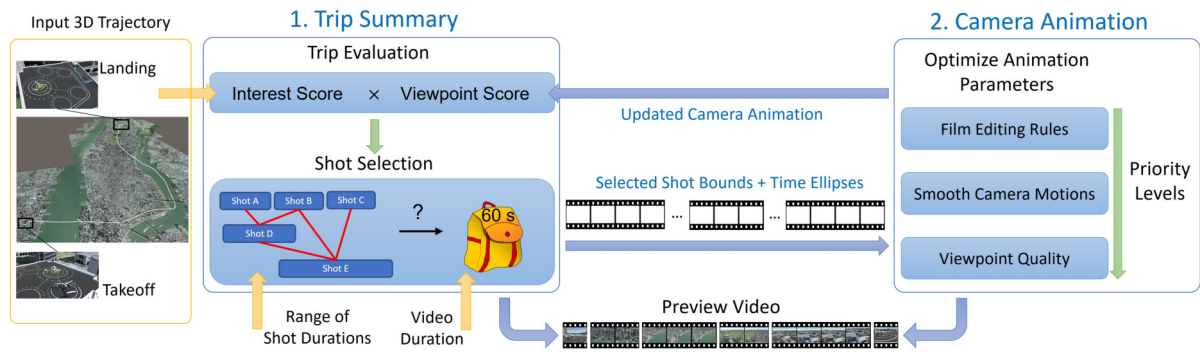 Input 3D Trajectory
Landing
Takeoff
1. Trip Summary
Trip Evaluation
Interest Score × Viewpoint Score
Shot Selection
Shot A
Shot B
Shot C
Shot D
Shot E
?
60 s
Range of
Shot Durations
Video
Duration
Updated Camera Animation
Selected Shot Bounds + Time Ellipses
...
...
Preview Video
2. Camera Animation
Optimize Animation
Parameters
Film Editing Rules
Smooth Camera Motions
Viewpoint Quality
Priority
Levels